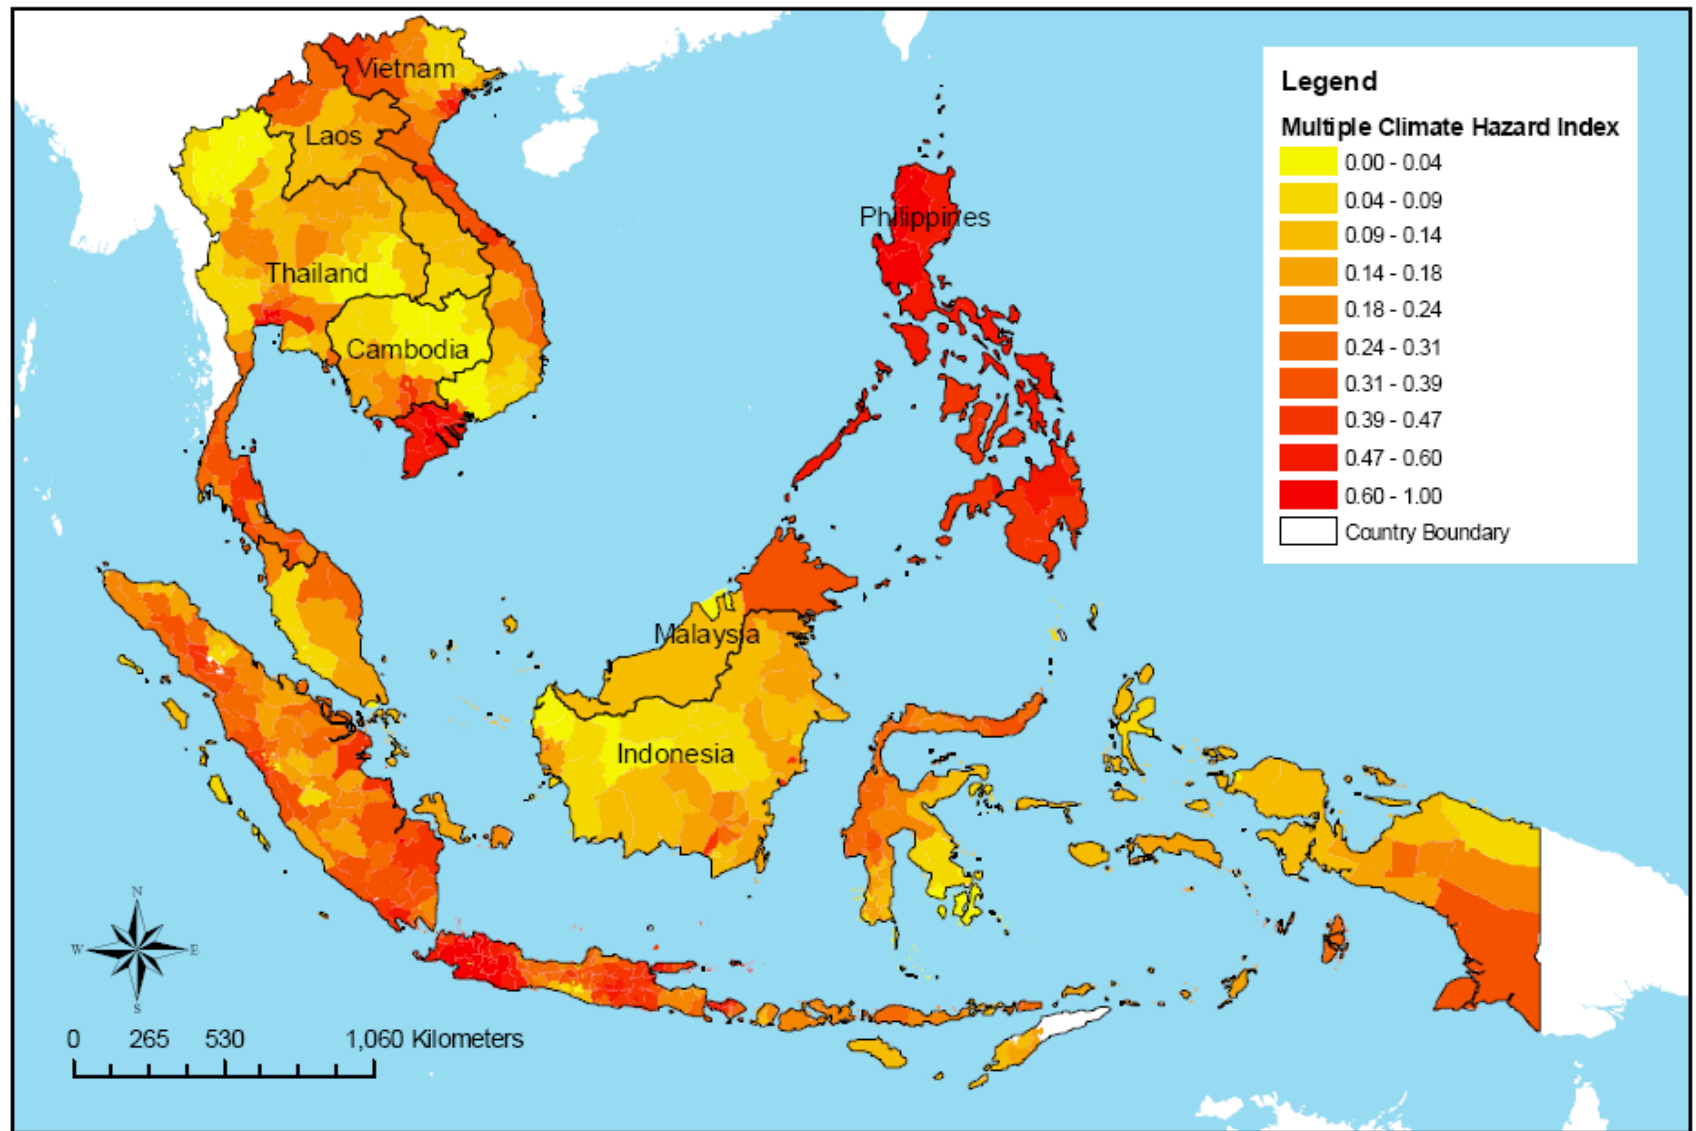 Legend
Multiple Climate Hazard Index
0.00 - 0.04
0.04 - 0.09
0.09 - 0.14
0.14 - 0.18
0.18 - 0.24
0.24 - 0.31
0.31 - 0.39
0.39 - 0.47
0.47 - 0.60
0.60 - 1.00
Country Boundary
Vietnam
Laos
Philippines
Thailand
Cambodia
Malaysia
Indonesia
N
W E
S
0 265 530 1,060 Kilometers